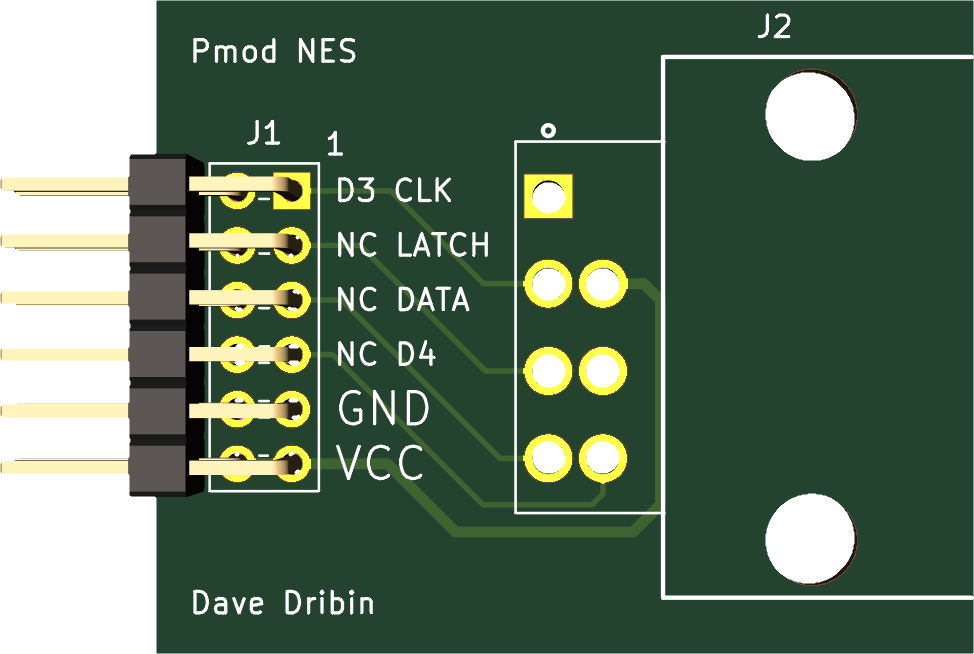 J2
Pmod NES
J1
1
D3 CLK
NC LATCH
NC DATA
NC D4
GND
VCC
Dave Dribin